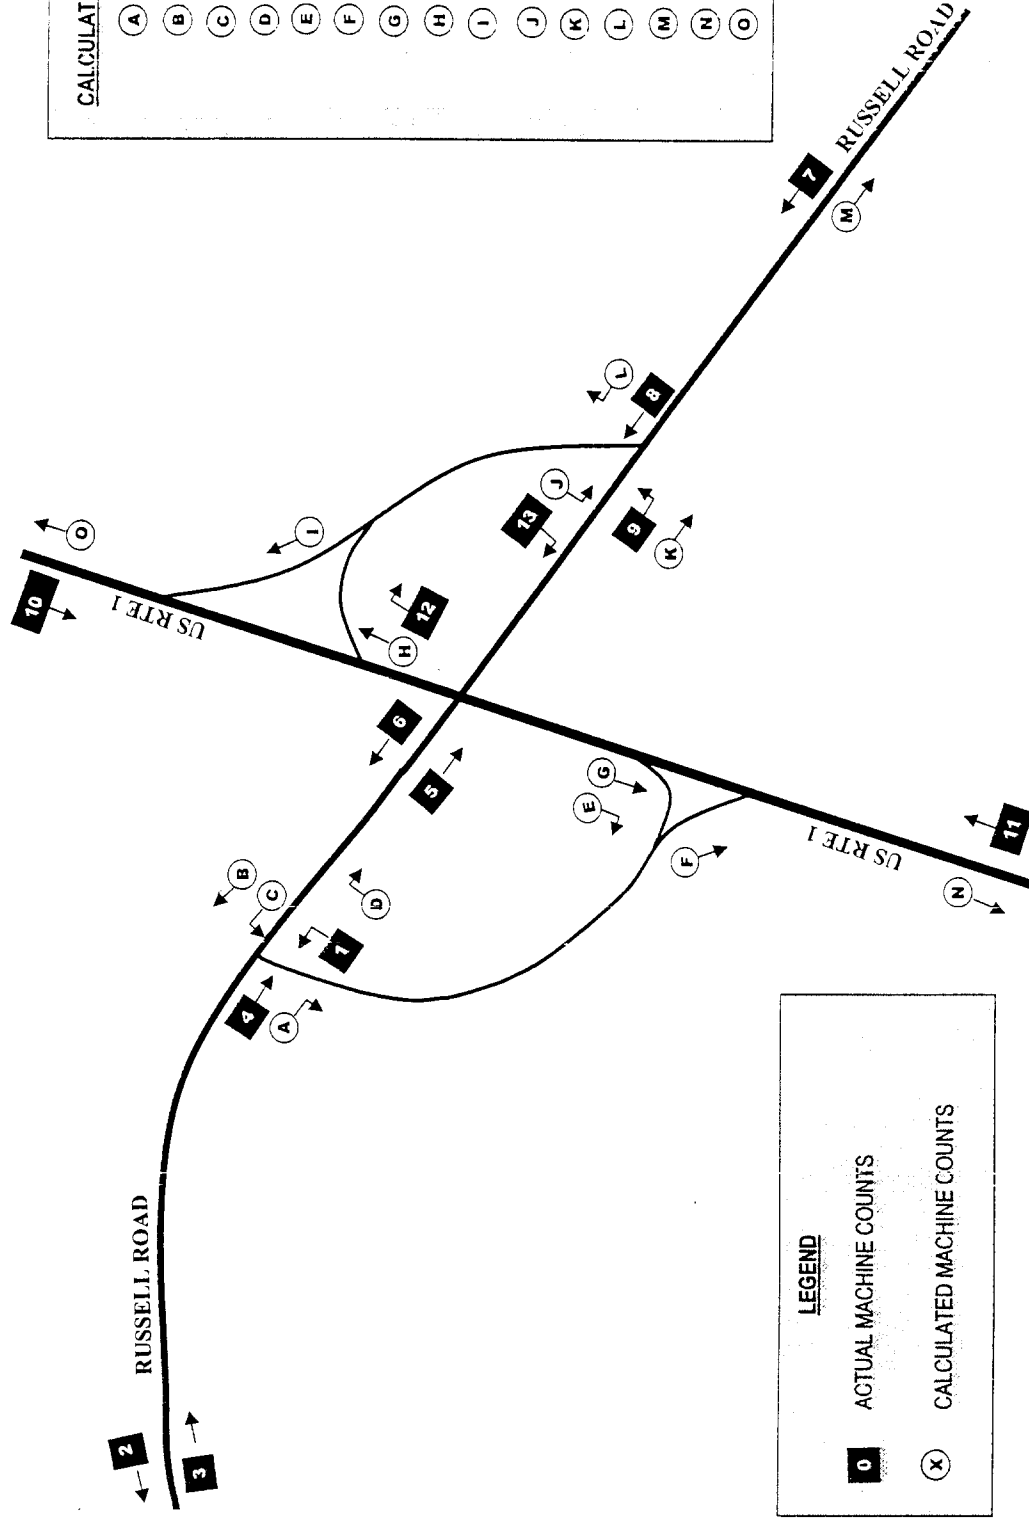 CALCULAT
A
B
C
D
E
F
G
H
I
J
K
L
M
N
O
RUSSELL ROAD
2
3
4
A
1
B
C
D
6
5
E
G
F
US RTE 1
N
11
10
O
US RTE 1
I
H
12
13
J
9
K
L
8
7
M
RUSSELL ROAD
LEGEND
0 ACTUAL MACHINE COUNTS
X CALCULATED MACHINE COUNTS